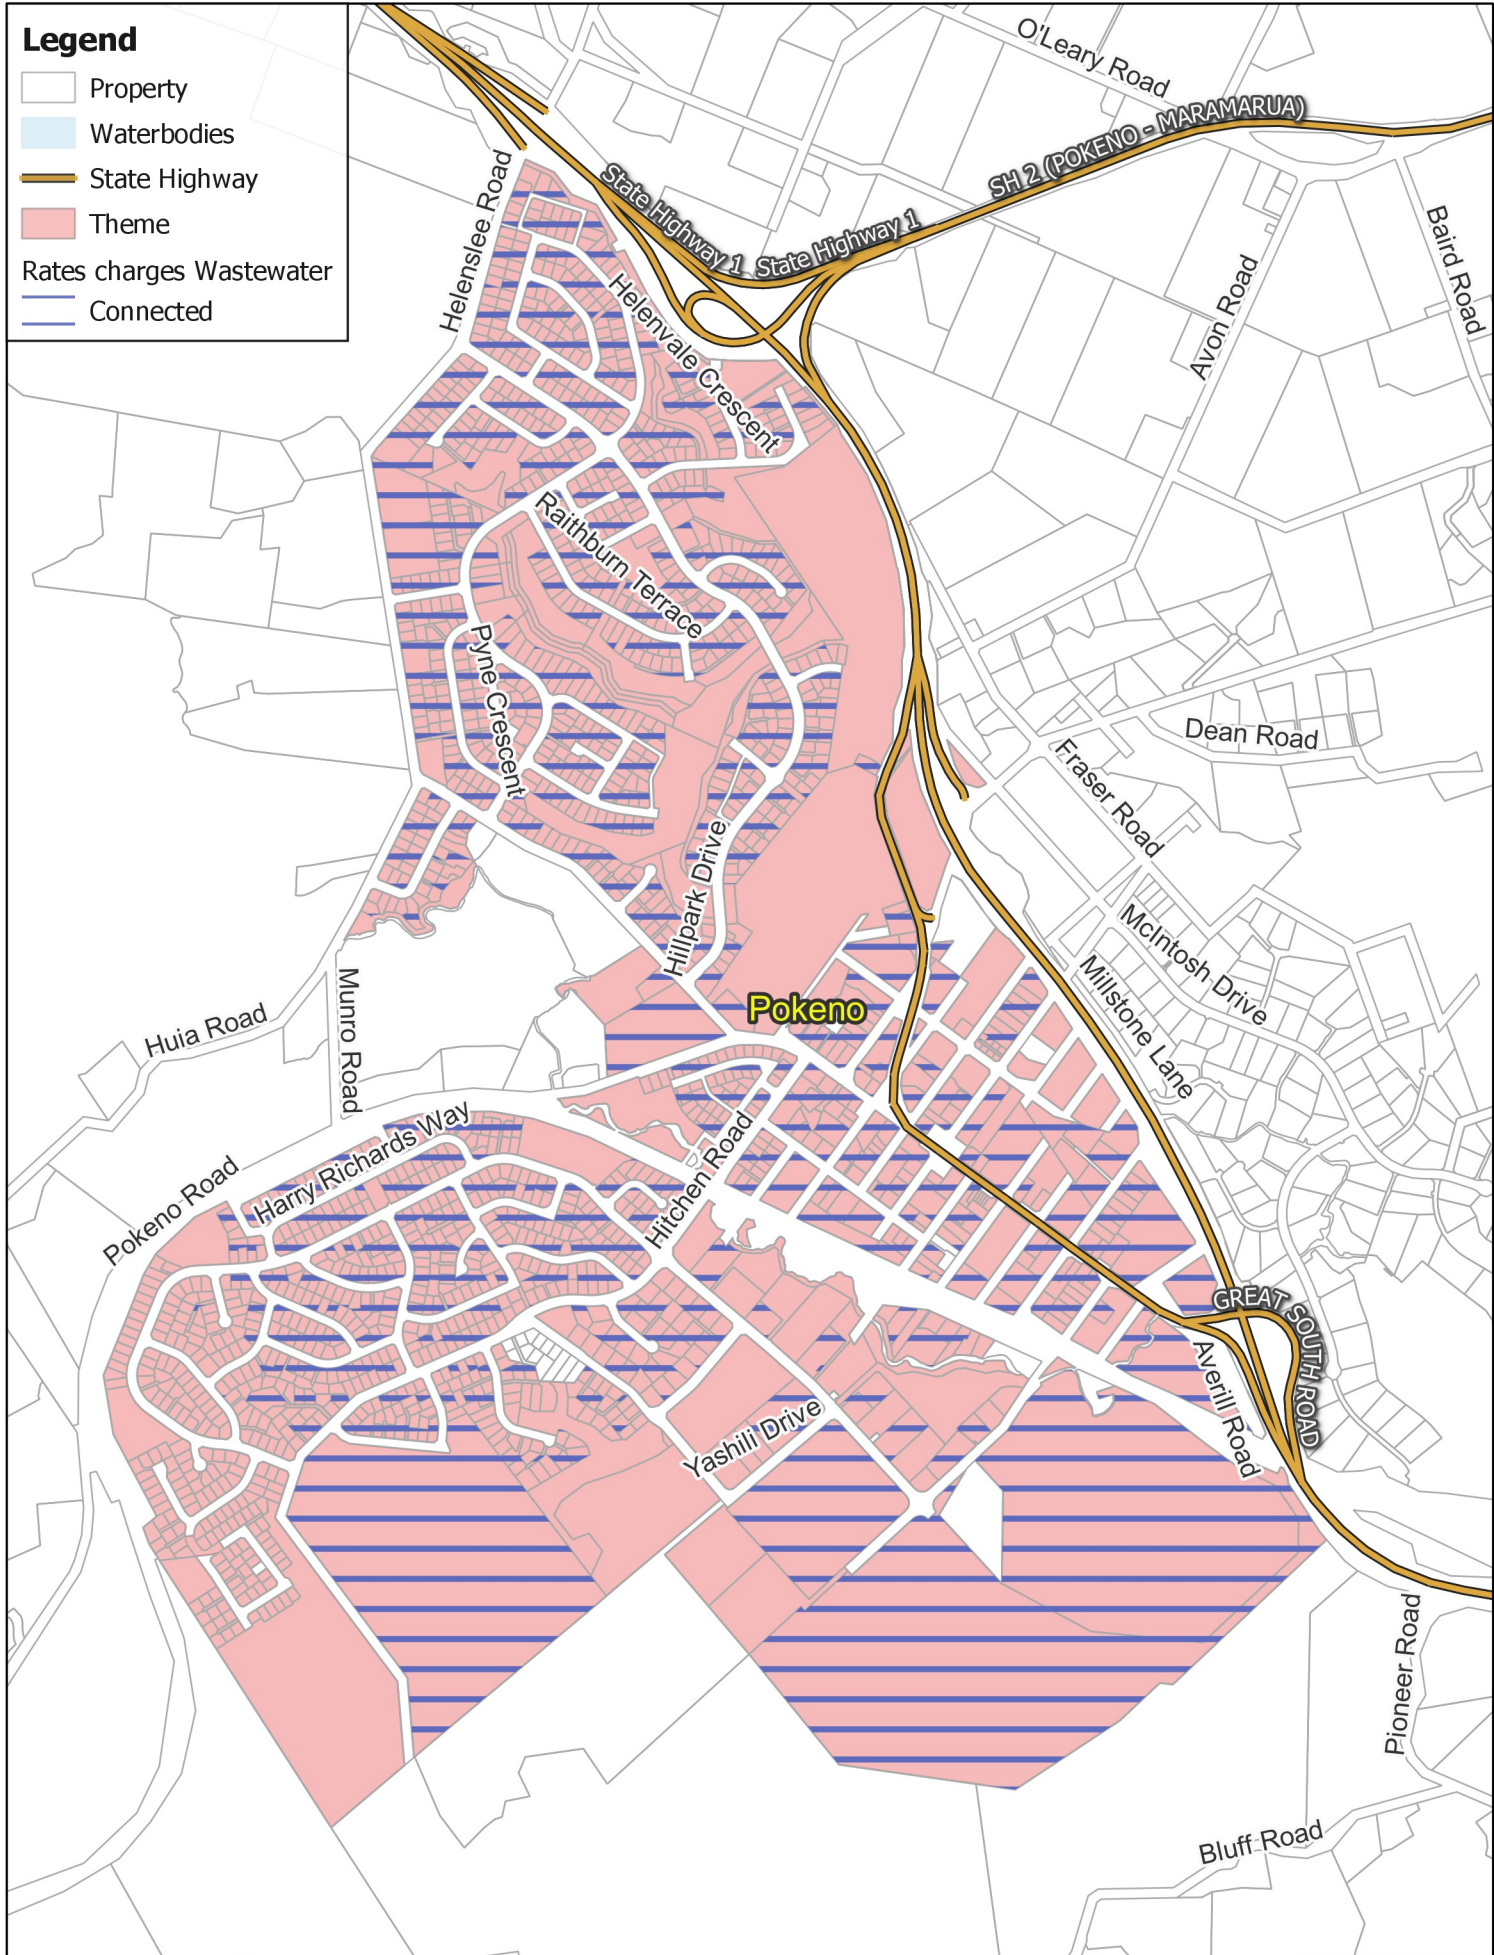 Legend
Property
Waterbodies
State Highway
Theme
Rates charges Wastewater
Connected
O'Leary Road
SH 2 (POKENO - MARAMARUA)
Helenslee Road
State Highway 1
State Highway 1
Baird Road
Avon Road
Helenvale Crescent
Raithburn Terrace
Pyne Crescent
Dean Road
Fraser Road
Hillpark Drive
McIntosh Drive
Millstone Lane
Pokeno
Huia Road
Munro Road
Harry Richards Way
Pokeno Road
Hitchen Road
GREAT SOUTH ROAD
Averill Road
Yashili Drive
Pioneer Road
Bluff Road